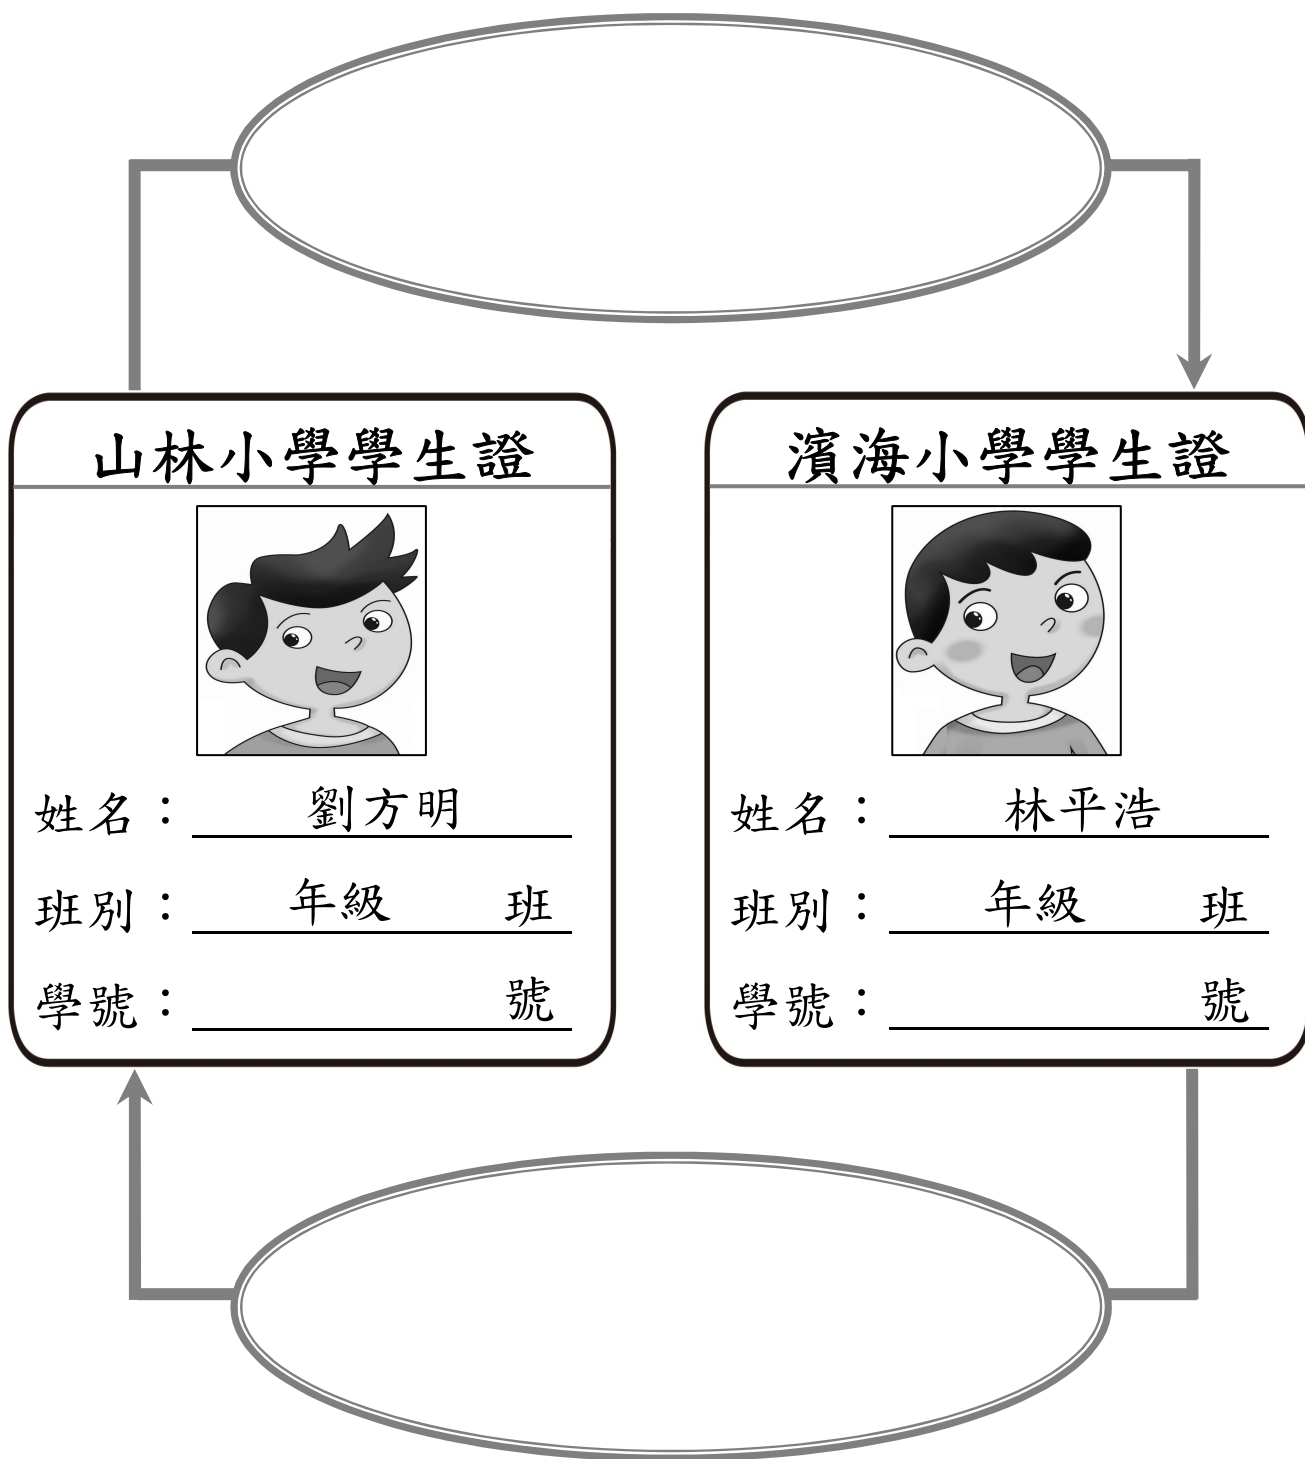 山林小學學生證
姓名：劉方明
班別：年級 班
學號：號
濱海小學學生證
姓名：林平浩
班別：年級 班
學號：號